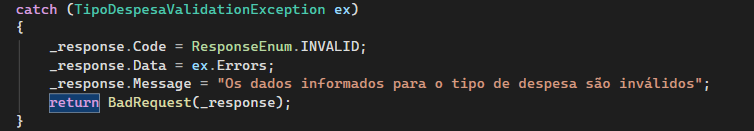 catch (TipoDespesaValidationException ex)
{
    _response.Code = ResponseEnum.INVALID;
    _response.Data = ex.Errors;
    _response.Message = "Os dados informados para o tipo de despesa são inválidos";
    return BadRequest(_response);
}